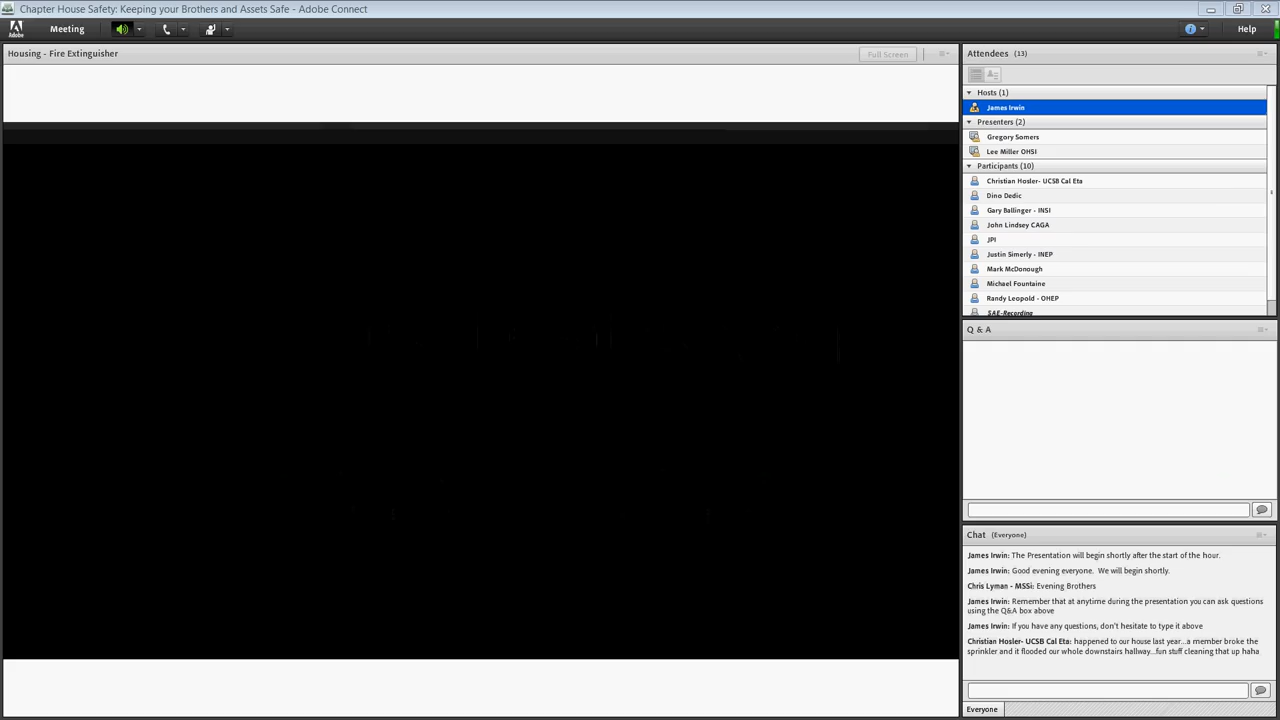 Chapter House Safety: Keeping your Brothers and Assets Safe - Adobe Connect
Adobe
Meeting
Help
Housing - Fire Extinguisher
Full Screen
Attendees (13)
Hosts (1)
James Irwin
Presenters (2)
Gregory Somers
Lee Miller OHSI
Participants (10)
Christian Hosler- UCSB Cal Eta
Dino Dedic
Gary Ballinger - INSI
John Lindsey CAGA
JPI
Justin Simerly - INEP
Mark McDonough
Michael Fountaine
Randy Leopold - OHEP
SAE-Recording
Q & A
Chat (Everyone)
James Irwin: The Presentation will begin shortly after the start of the hour.
James Irwin: Good evening everyone. We will begin shortly.
Chris Lyman - MSSi: Evening Brothers
James Irwin: Remember that at anytime during the presentation you can ask questions
using the Q&A box above
James Irwin: If you have any questions, don't hesitate to type it above
Christian Hosler- UCSB Cal Eta: happened to our house last year...a member broke the
sprinkler and it flooded our whole downstairs hallway...fun stuff cleaning that up haha
Everyone